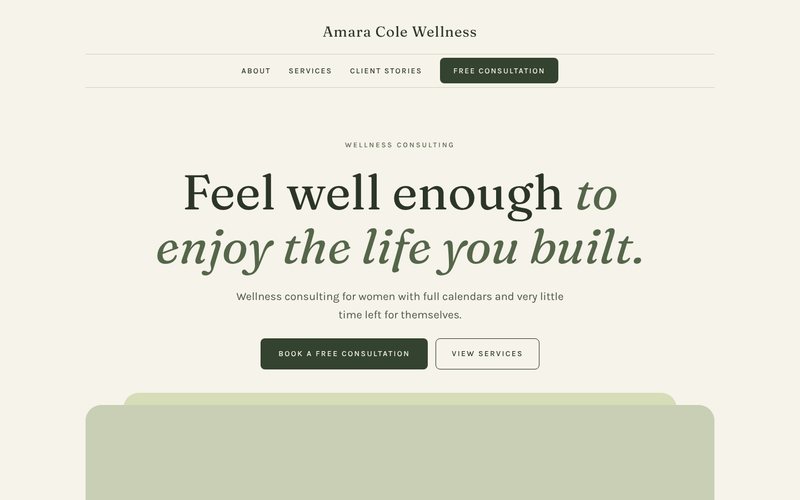 Amara Cole Wellness
ABOUT SERVICES CLIENT STORIES FREE CONSULTATION
WELLNESS CONSULTING
Feel well enough to
enjoy the life you built.
Wellness consulting for women with full calendars and very little
time left for themselves.
BOOK A FREE CONSULTATION VIEW SERVICES